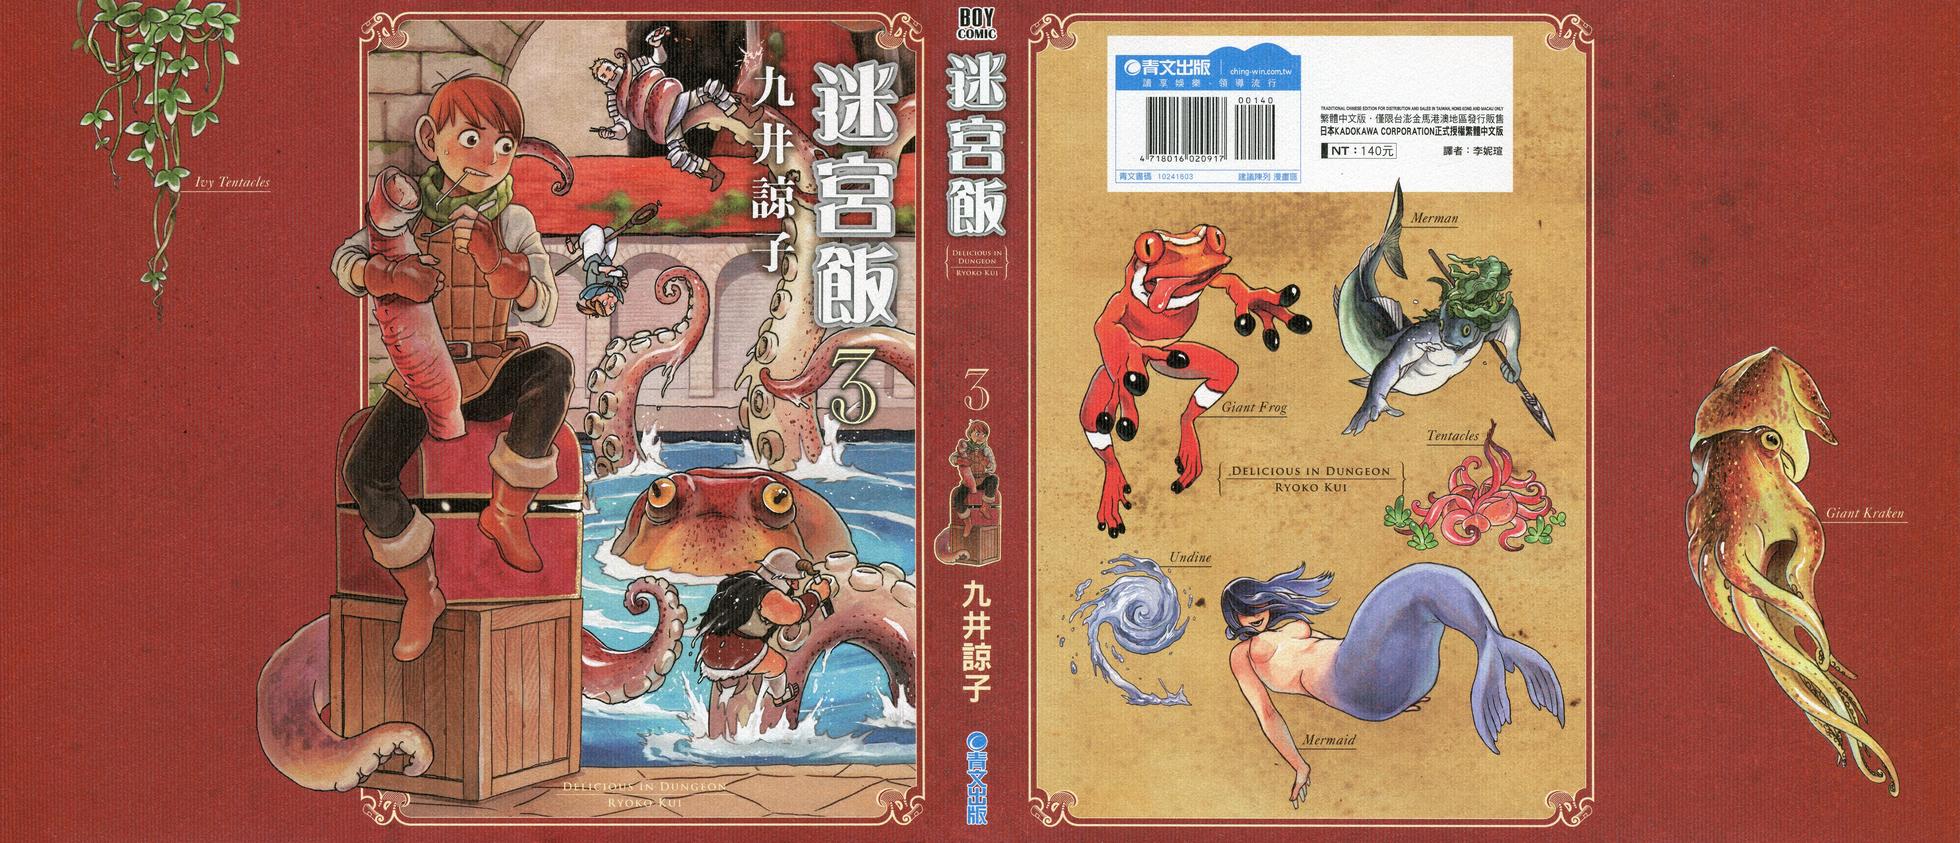 Ivy Tentacles
迷宮飯
九井諒子
3
DELICIOUS IN DUNGEON
RYOKO KUI
BOY
COMIC
迷宮飯
DELICIOUS IN
DUNGEON
RYOKO KUI
3
九井諒子
青文出版
青文出版
ching-win.com.tw
讀享娛樂‧領導流行
00140
4 718016 020917
青文書碼 10241603
建議陳列 漫畫區
TRADITIONAL CHINESE EDITION FOR DISTRIBUTION AND SALES IN TAIWAN, HONG KONG AND MACAU ONLY
繁體中文版‧僅限台澎金馬港澳地區發行販售
日本KADOKAWA CORPORATION正式授權繁體中文版
NT：140元
譯者：李妮瑄
Merman
Giant Frog
Tentacles
DELICIOUS IN DUNGEON
RYOKO KUI
Undine
Mermaid
Giant Kraken